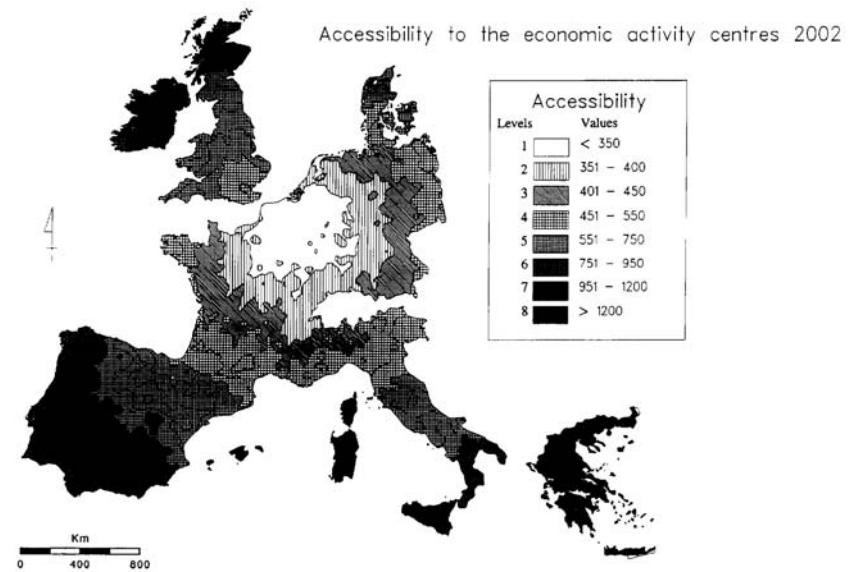 Accessibility to the economic activity centres 2002
Accessibility
Levels Values
1 < 350
2 351 - 400
3 401 - 450
4 451 - 550
5 551 - 750
6 751 - 950
7 951 - 1200
8 > 1200
Km
0 400 800